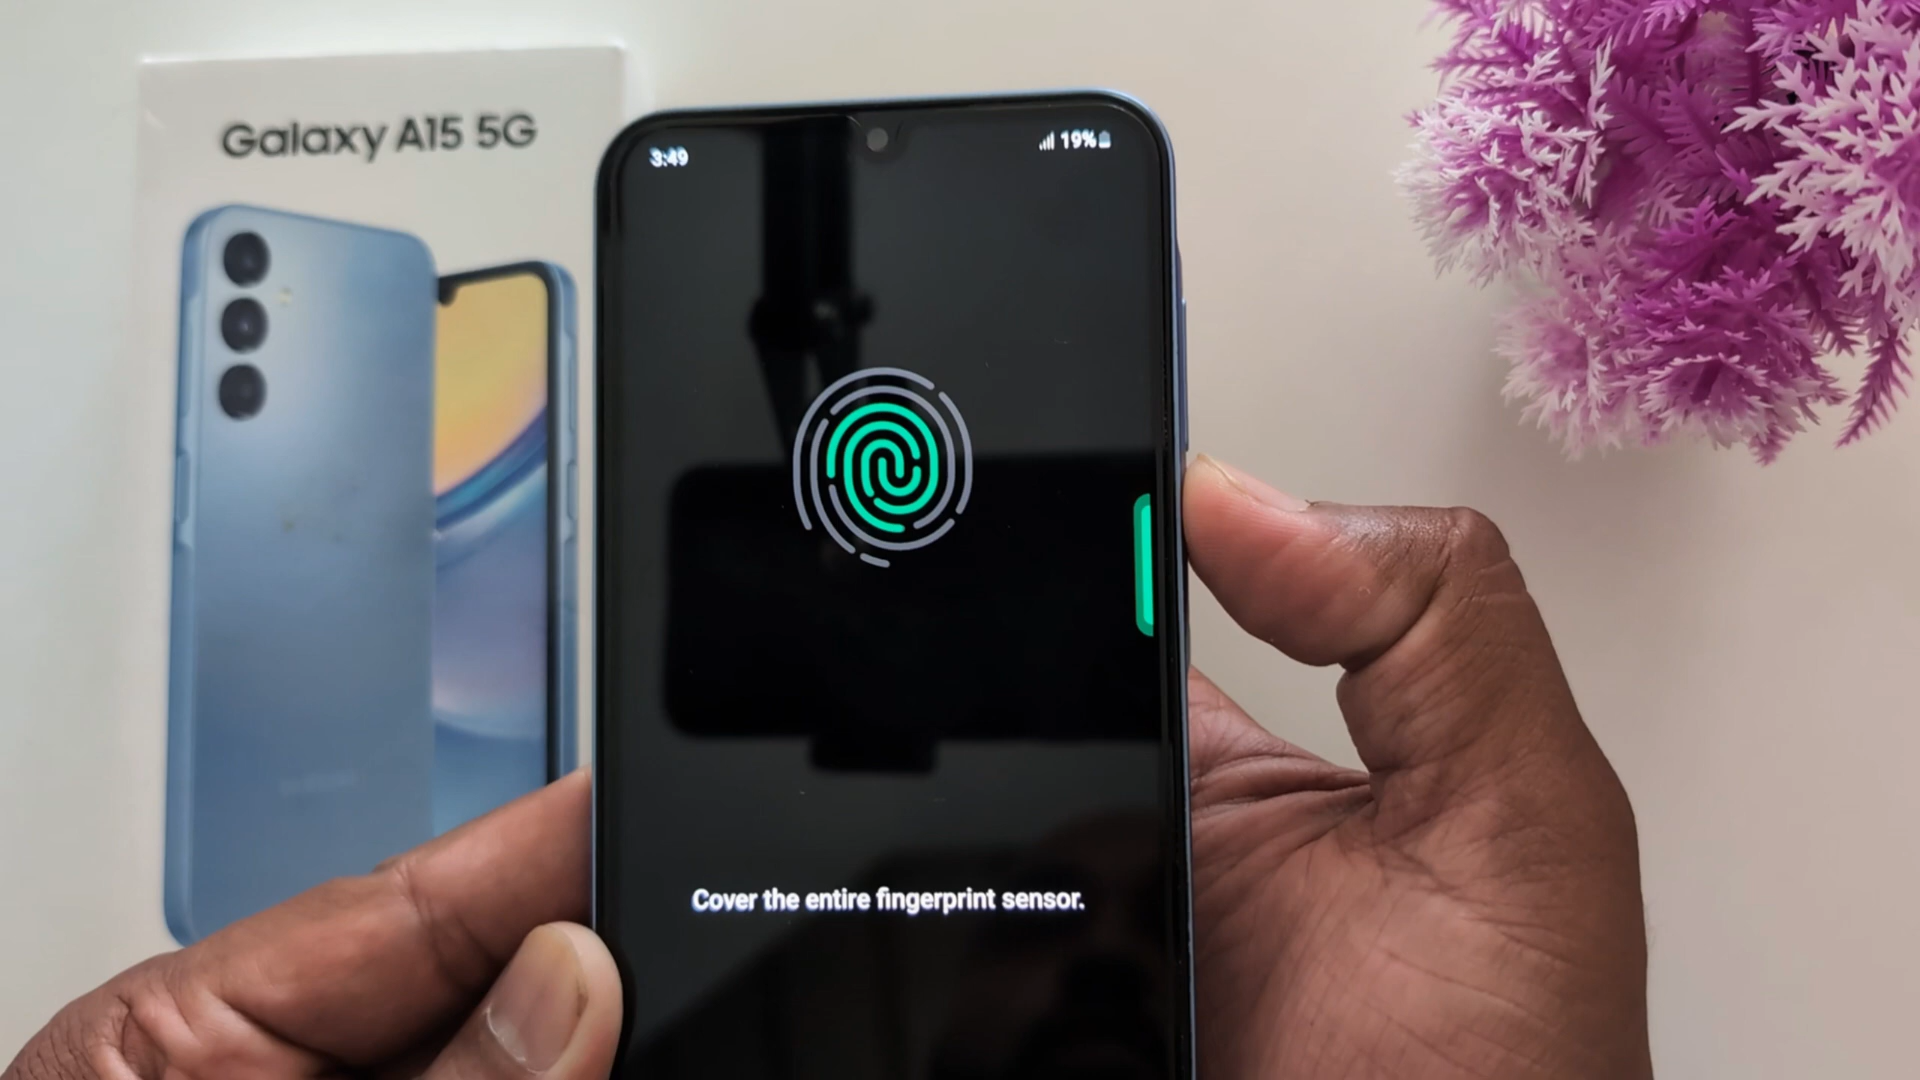 Galaxy A15 5G
3:49
19%
Cover the entire fingerprint sensor.